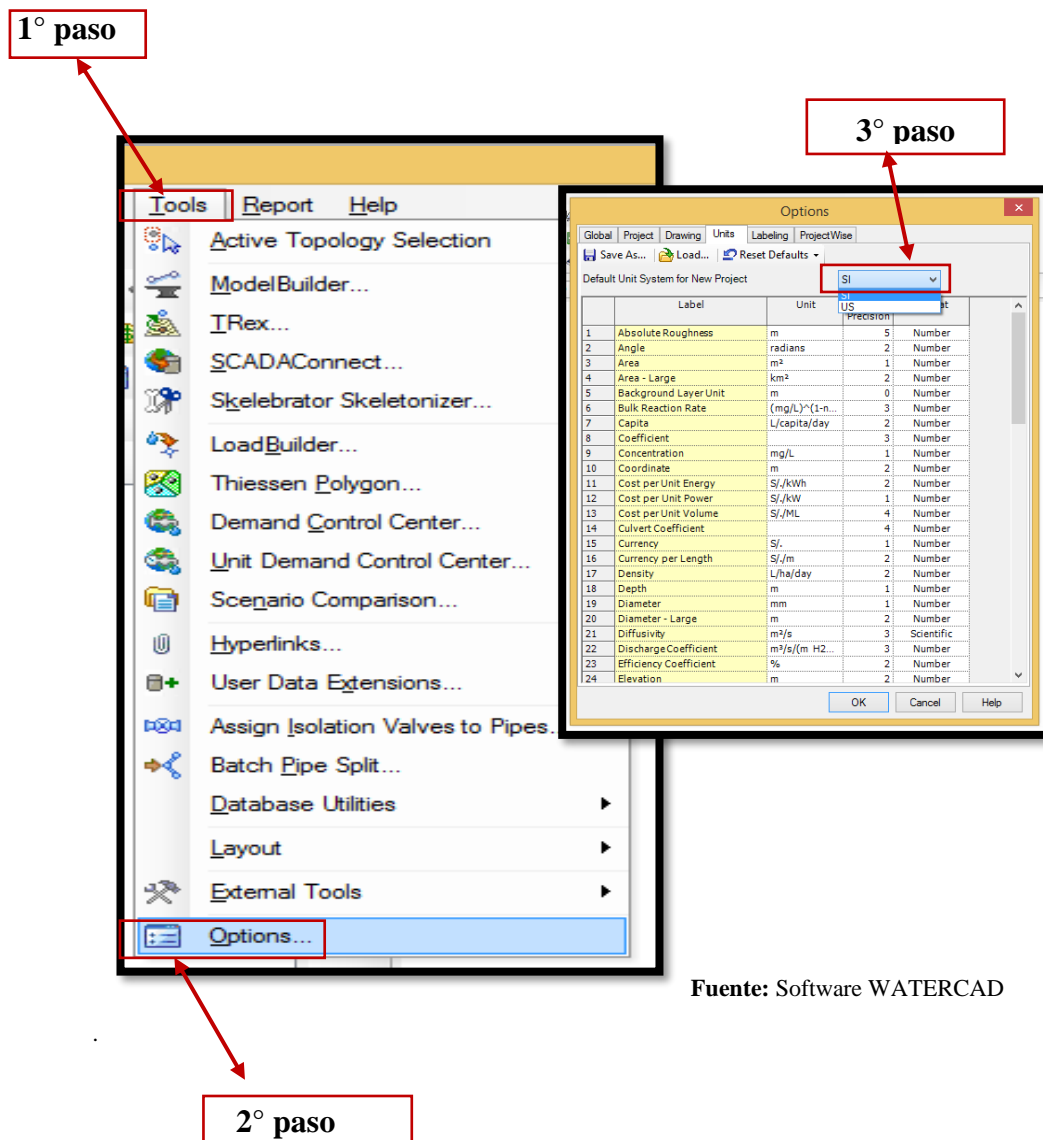 1° paso
3° paso
Tools Report Help
Active Topology Selection
ModelBuilder...
TRex...
SCADAConnect...
Skelebrator Skeletonizer...
LoadBuilder...
Thiessen Polygon...
Demand Control Center...
Unit Demand Control Center...
Scenario Comparison...
Hyperlinks...
User Data Extensions...
Assign Isolation Valves to Pipes..
Batch Pipe Split...
Database Utilities
Layout
External Tools
Options...
Options
Global Project Drawing Units Labeling ProjectWise
Save As... Load... Reset Defaults
Default Unit System for New Project SI
SI
US
Label Unit Precision
1 Absolute Roughness m 5 Number
2 Angle radians 2 Number
3 Area m² 1 Number
4 Area - Large km² 2 Number
5 Background Layer Unit m 0 Number
6 Bulk Reaction Rate (mg/L)^(1-n... 3 Number
7 Capita L/capita/day 2 Number
8 Coefficient 3 Number
9 Concentration mg/L 1 Number
10 Coordinate m 2 Number
11 Cost per Unit Energy S/./kWh 2 Number
12 Cost per Unit Power S/./kW 1 Number
13 Cost per Unit Volume S/./ML 4 Number
14 Culvert Coefficient 4 Number
15 Currency S/. 1 Number
16 Currency per Length S/./m 2 Number
17 Density L/ha/day 2 Number
18 Depth m 1 Number
19 Diameter mm 1 Number
20 Diameter - Large m 2 Number
21 Diffusivity m²/s 3 Scientific
22 Discharge Coefficient m³/s/(m H2... 3 Number
23 Efficiency Coefficient % 2 Number
24 Elevation m 2 Number
OK Cancel Help
Fuente: Software WATERCAD
.
2° paso